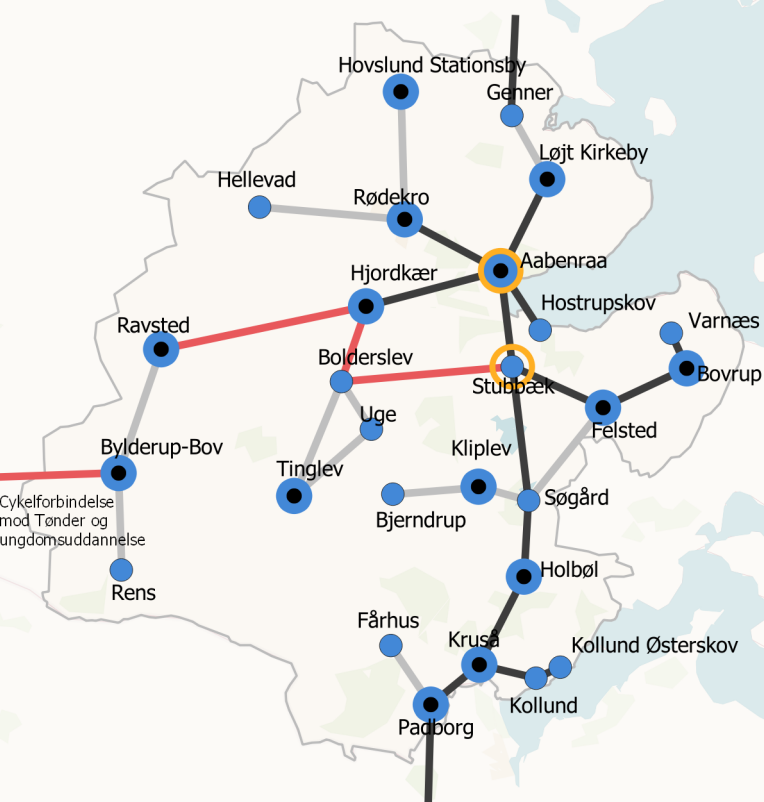 Hovslund Stationsby
Genner
Løjt Kirkeby
Hellevad
Rødekro
Aabenraa
Hjordkær
Hostrupskov
Ravsted
Varnæs
Bolderslev
Stubbæk
Bovrup
Uge
Felsted
Bylderup-Bov
Kliplev
Tinglev
Cykelforbindelse
mod Tønder og
ungdomsuddannelse
Søgård
Bjerndrup
Holbøl
Rens
Fårhus
Kruså
Kollund Østerskov
Kollund
Padborg